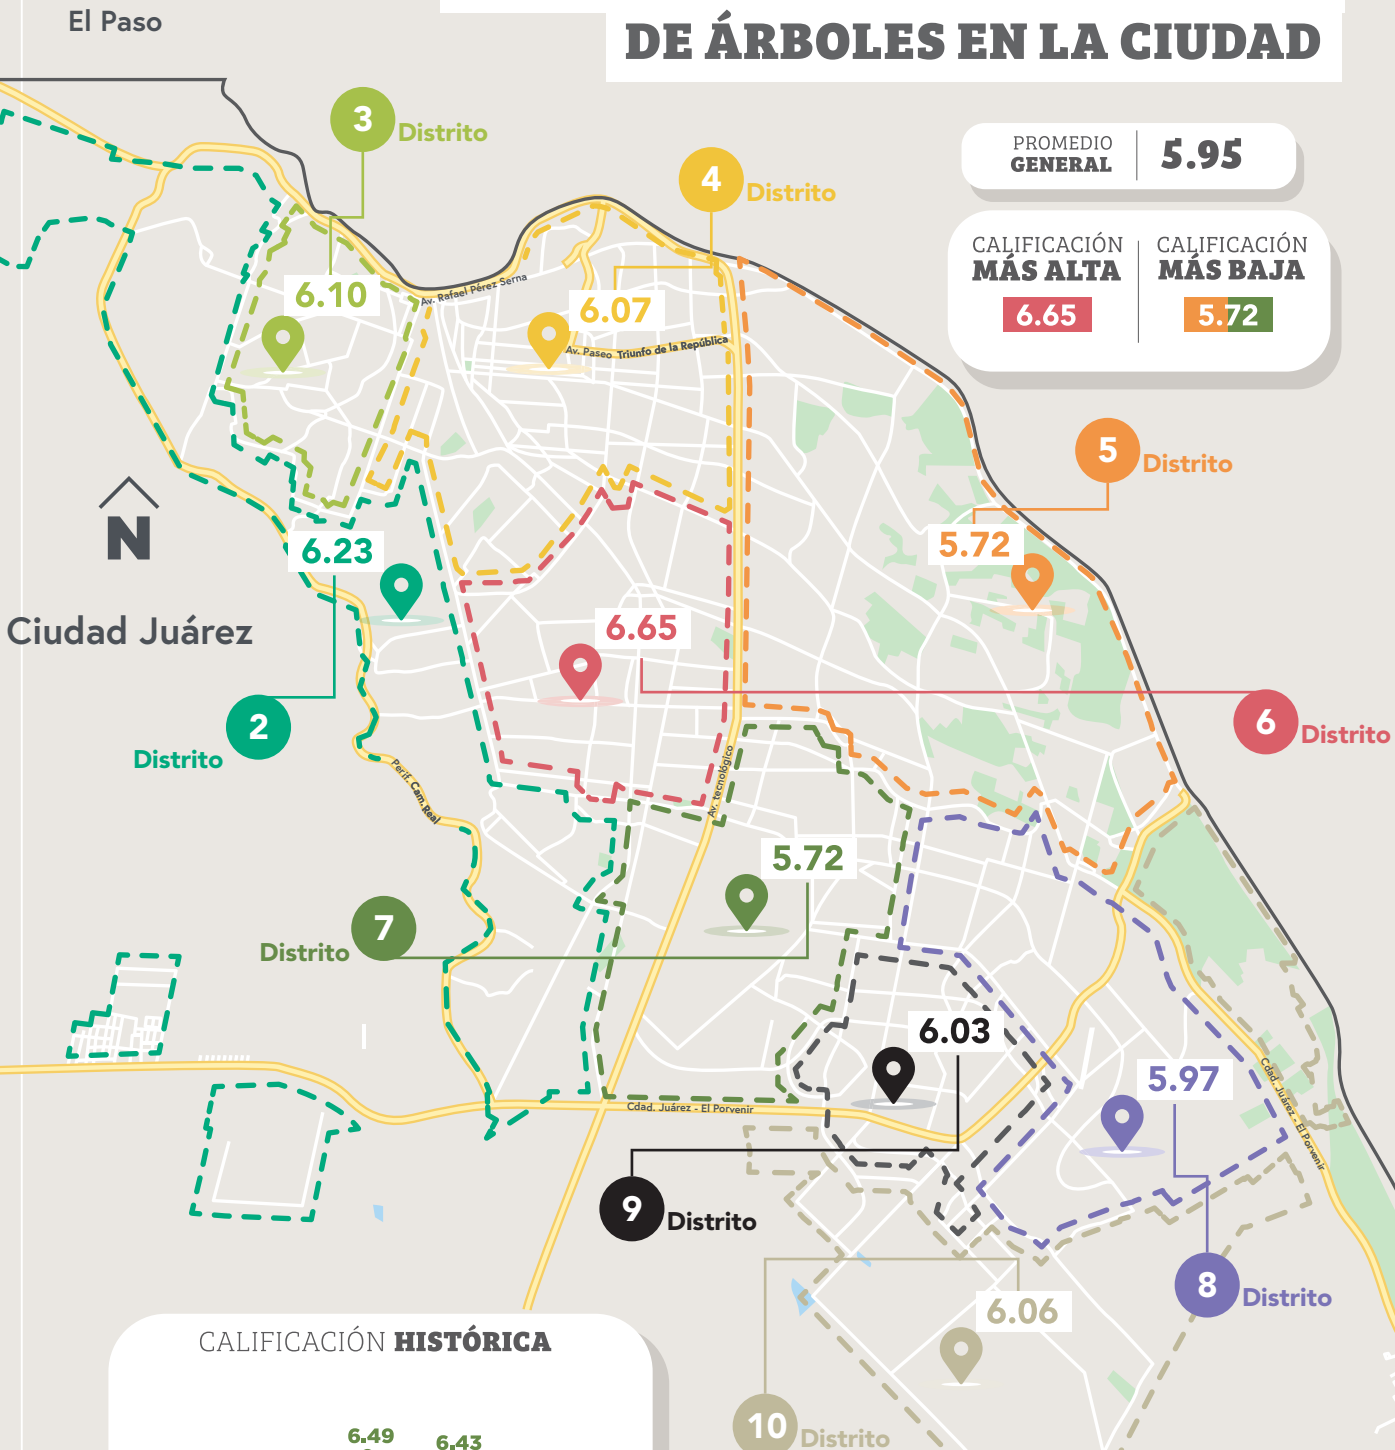 El Paso
DE ÁRBOLES EN LA CIUDAD
3 Distrito
PROMEDIO
GENERAL
5.95
4 Distrito
CALIFICACIÓN
MÁS ALTA
6.65
CALIFICACIÓN
MÁS BAJA
5.72
6.10
Av. Rafael Pérez Serna
6.07
Av. Paseo Triunfo de la República
5 Distrito
N
6.23
5.72
Ciudad Juárez
6.65
2
Distrito
6
Distrito
Perif. Cam. Real
Av. tecnológico
5.72
7
Distrito
6.03
5.97
Cdad. Juárez - El Porvenir
Cdad. Juárez - El Porvenir
9 Distrito
8 Distrito
6.06
CALIFICACIÓN HISTÓRICA
10 Distrito
6.49
6.43